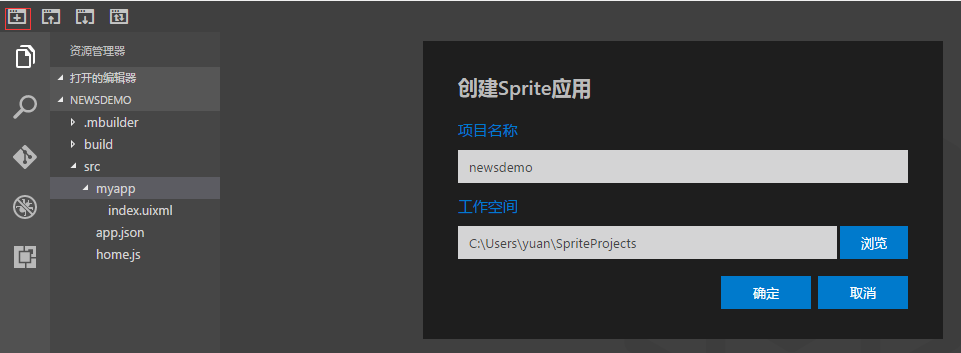 资源管理器
打开的编辑器
NEWSDEMO
.mbuilder
build
src
myapp
index.uixml
app.json
home.js
创建Sprite应用
项目名称
newsdemo
工作空间
C:\Users\yuan\SpriteProjects
浏览
确定
取消